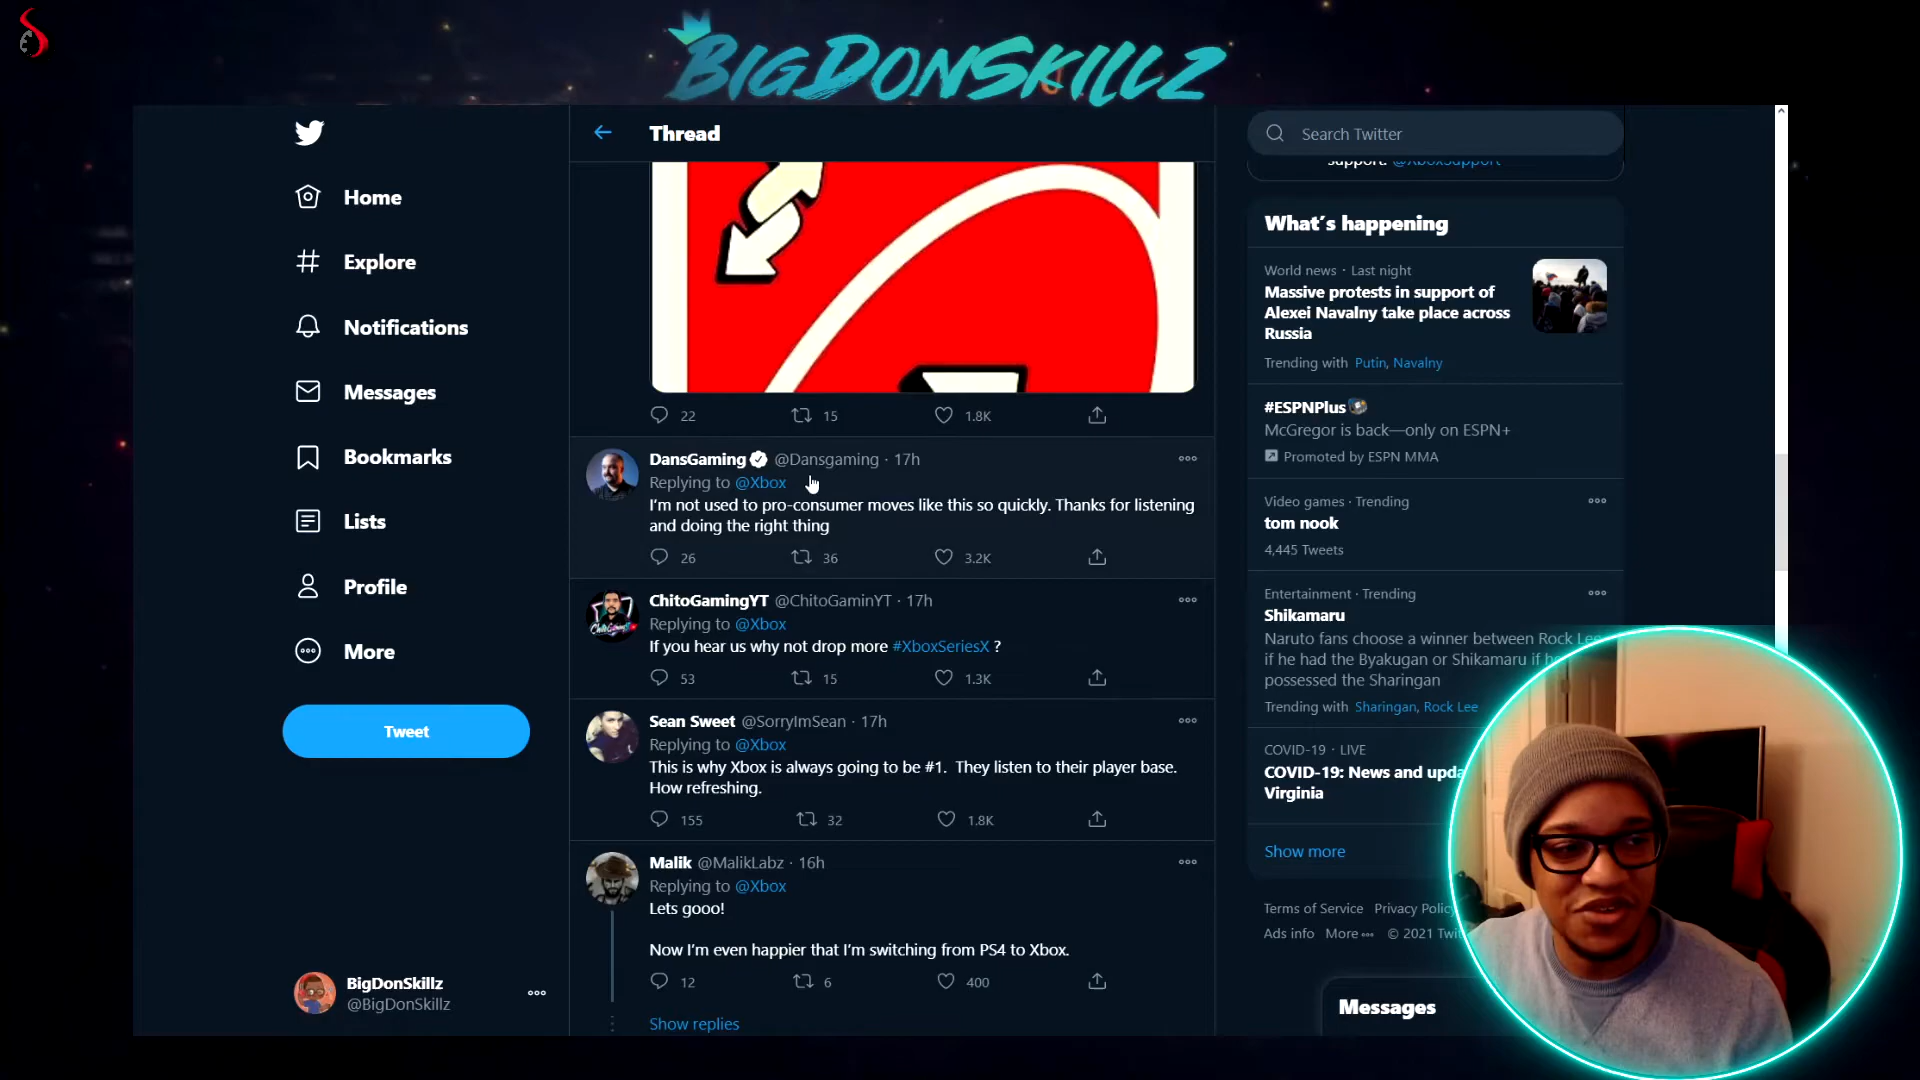 BIGDONSKILLZ
Home
Explore
Notifications
Messages
Bookmarks
Lists
Profile
More
Tweet
BigDonSkillz
@BigDonSkillz
Thread
22 15 1.8K
DansGaming @Dansgaming · 17h
Replying to @Xbox
I'm not used to pro-consumer moves like this so quickly. Thanks for listening
and doing the right thing
26 36 3.2K
ChitoGamingYT @ChitoGaminYT · 17h
Replying to @Xbox
If you hear us why not drop more #XboxSeriesX ?
53 15 1.3K
Sean Sweet @SorryImSean · 17h
Replying to @Xbox
This is why Xbox is always going to be #1. They listen to their player base.
How refreshing.
155 32 1.8K
Malik @MalikLabz · 16h
Replying to @Xbox
Lets gooo!
Now I'm even happier that I'm switching from PS4 to Xbox.
12 6 400
Show replies
Search Twitter
support. @XboxSupport
What's happening
World news · Last night
Massive protests in support of
Alexei Navalny take place across
Russia
Trending with Putin, Navalny
#ESPNPlus
McGregor is back—only on ESPN+
Promoted by ESPN MMA
Video games · Trending
tom nook
4,445 Tweets
Entertainment · Trending
Shikamaru
Naruto fans choose a winner between Rock Lee
if he had the Byakugan or Shikamaru if he
possessed the Sharingan
Trending with Sharingan, Rock Lee
COVID-19 · LIVE
COVID-19: News and upda
Virginia
Show more
Terms of Service Privacy Policy
Ads info More © 2021 Twit
Messages